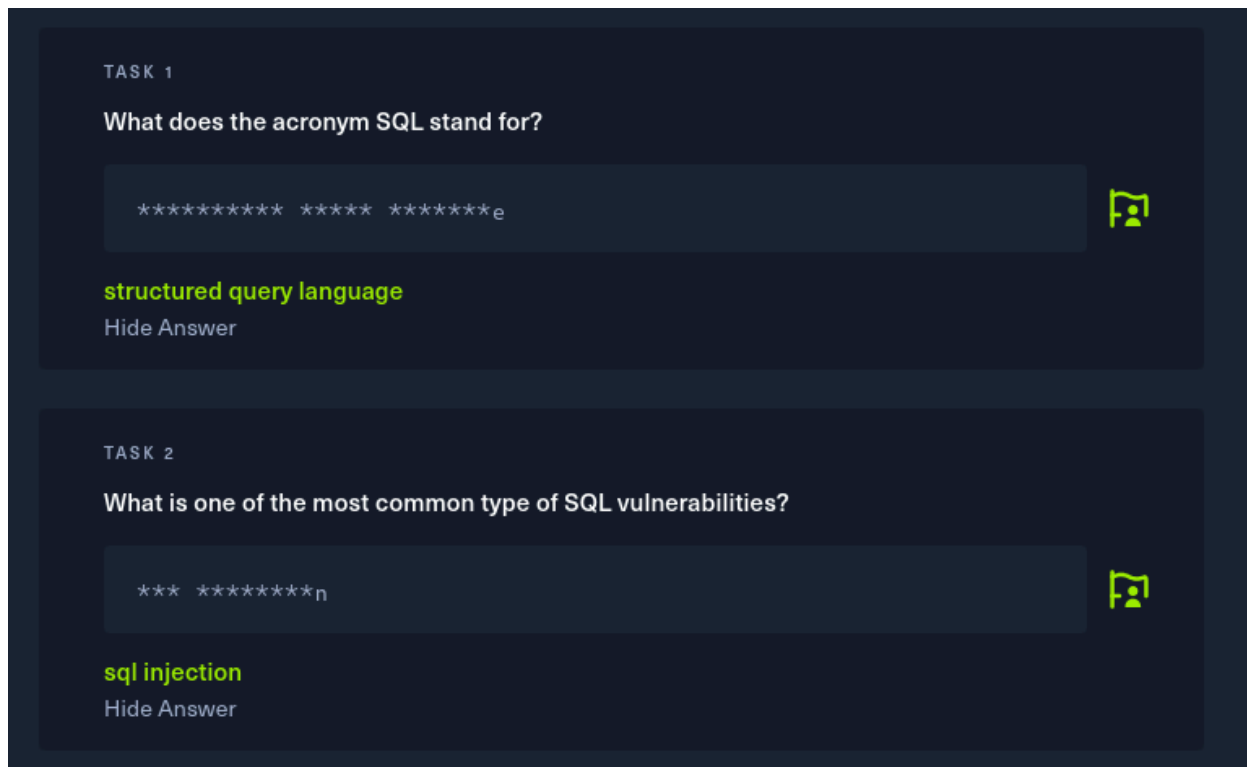 TASK 1
What does the acronym SQL stand for?
********** ***** *******e
structured query language
Hide Answer
TASK 2
What is one of the most common type of SQL vulnerabilities?
*** ********n
sql injection
Hide Answer